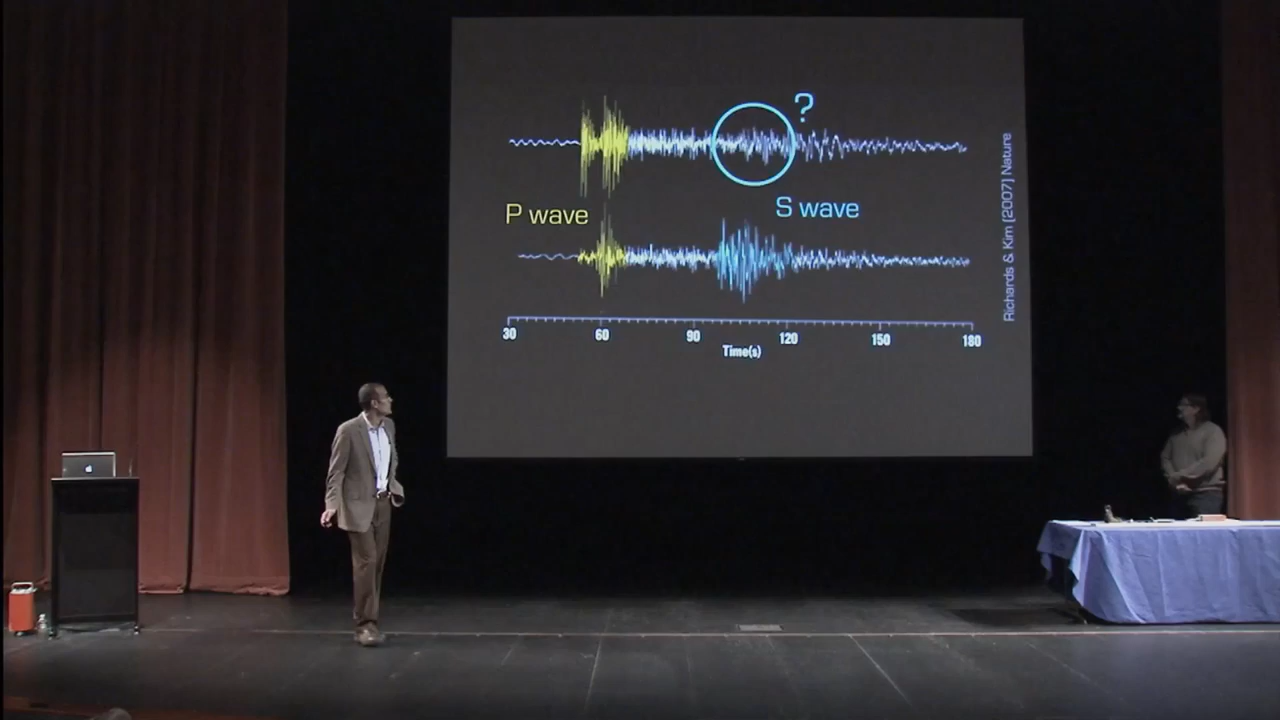 ?
P wave
S wave
30 60 90 120 150 180
Time(s)
Richards & Kim (2007) Nature